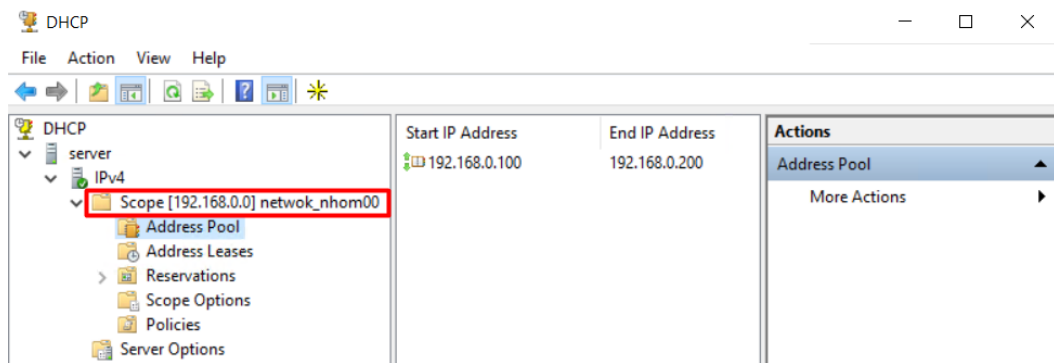 DHCP
File Action View Help
DHCP
server
IPv4
Scope [192.168.0.0] netwok_nhom00
Address Pool
Address Leases
Reservations
Scope Options
Policies
Server Options
Start IP Address End IP Address
192.168.0.100 192.168.0.200
Actions
Address Pool
More Actions